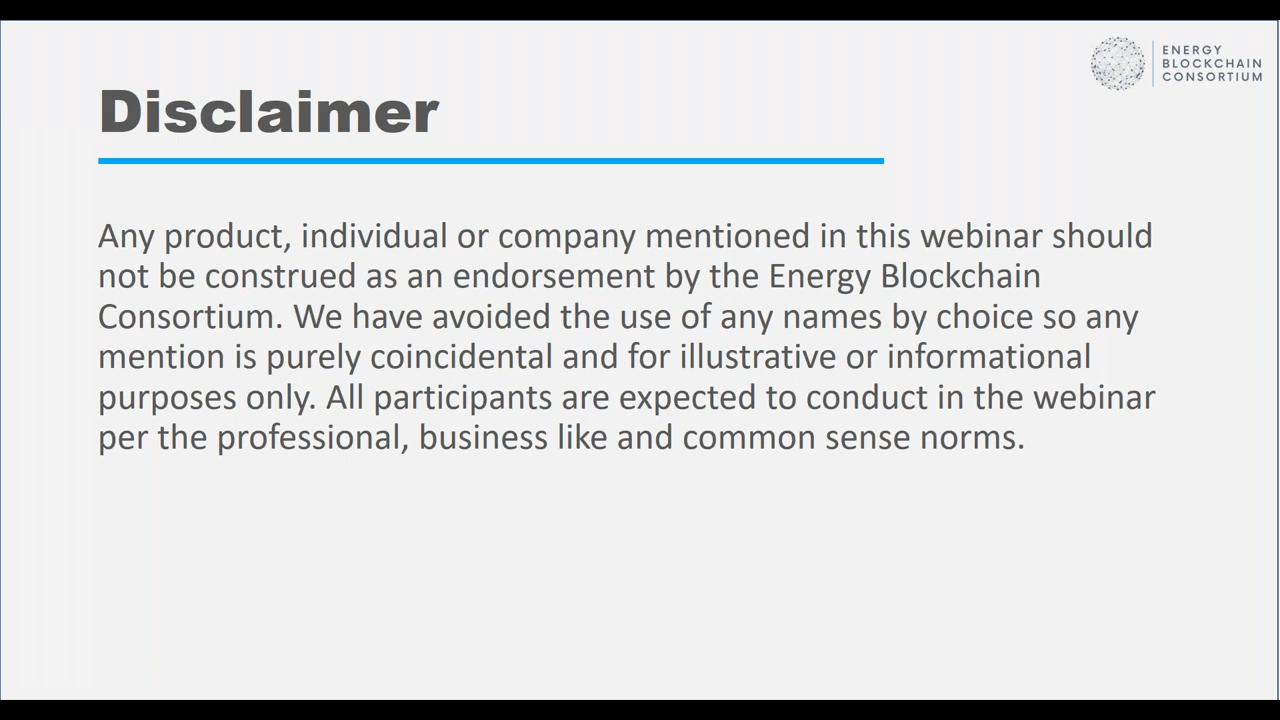 ENERGY
BLOCKCHAIN
CONSORTIUM
Disclaimer
Any product, individual or company mentioned in this webinar should
not be construed as an endorsement by the Energy Blockchain
Consortium. We have avoided the use of any names by choice so any
mention is purely coincidental and for illustrative or informational
purposes only. All participants are expected to conduct in the webinar
per the professional, business like and common sense norms.